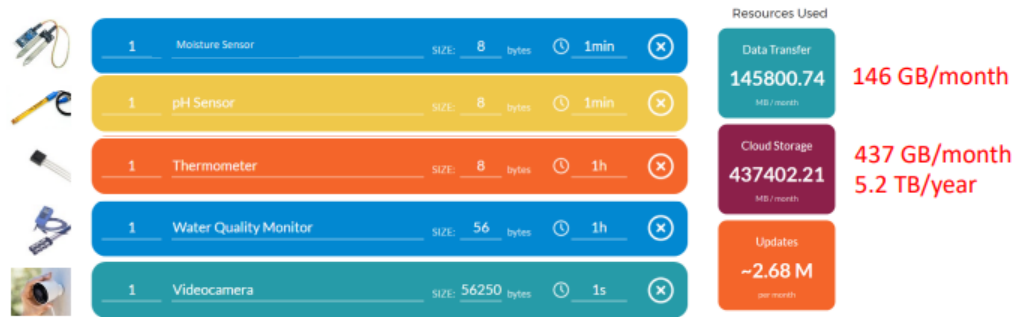 1 Moisture Sensor SIZE: 8 bytes 1min
1 pH Sensor SIZE: 8 bytes 1min
1 Thermometer SIZE: 8 bytes 1h
1 Water Quality Monitor SIZE: 56 bytes 1h
1 Videocamera SIZE: 56250 bytes 1s
Resources Used
Data Transfer
145800.74
MB / month
146 GB/month
Cloud Storage
437402.21
MB / month
437 GB/month
5.2 TB/year
Updates
~2.68 M
per month